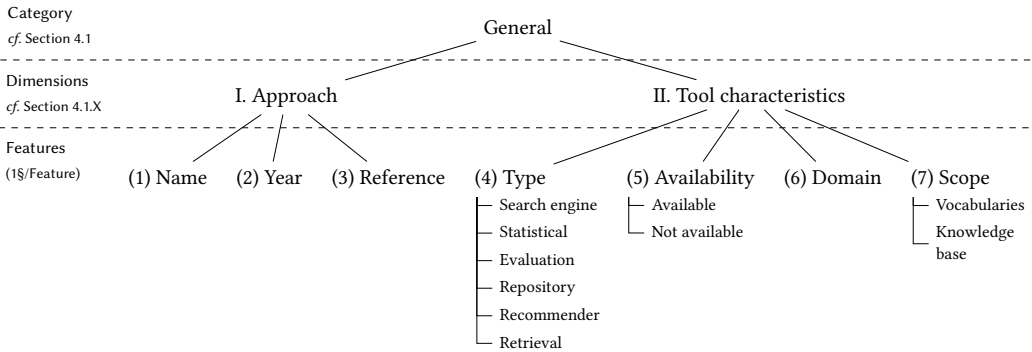 Category
cf. Section 4.1
General
Dimensions
cf. Section 4.1.X
I. Approach
II. Tool characteristics
Features
(1§/Feature)
(1) Name
(2) Year
(3) Reference
(4) Type
(5) Availability
(6) Domain
(7) Scope
Search engine
Statistical
Evaluation
Repository
Recommender
Retrieval
Available
Not available
Vocabularies
Knowledge
base